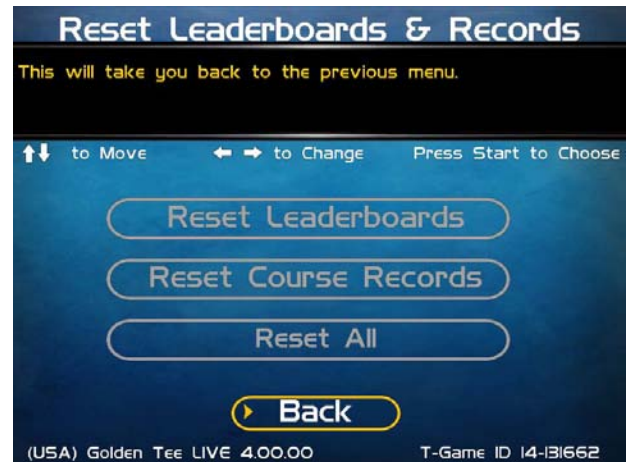 Reset Leaderboards & Records
This will take you back to the previous menu.
to Move to Change Press Start to Choose
Reset Leaderboards
Reset Course Records
Reset All
Back
(USA) Golden Tee LIVE 4.00.00 T-Game ID 14-131662